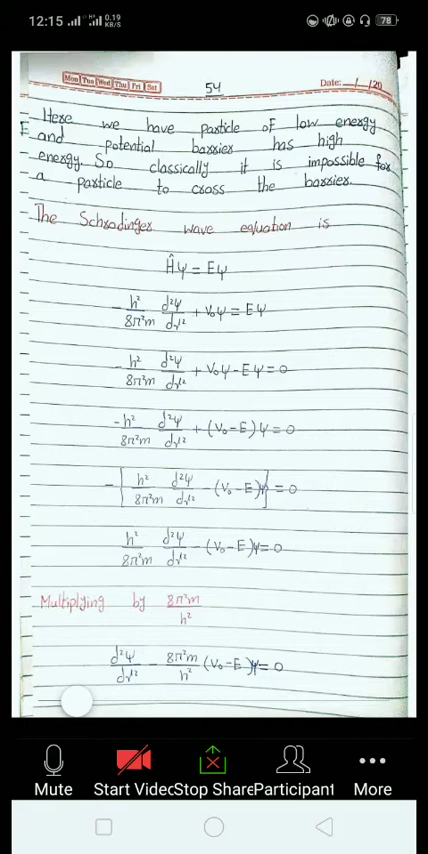 12:15 0.19 KB/S 78
Mon Tue Wed Thu Fri Sat 54 Date: / /20
Here we have particle of low energy
E and potential barrier has high
energy. So classically it is impossible for
a particle to cross the barrier.
The Schrodinger wave equation is
Ĥψ = Eψ
h²/8π²m d²ψ/dx² + V₀ψ = Eψ
- h²/8π²m d²ψ/dx² + V₀ψ - Eψ = 0
-h²/8π²m d²ψ/dx² + (V₀-E)ψ = 0
-[h²/8π²m d²ψ/dx² - (V₀-E)ψ] = 0
h²/8π²m d²ψ/dx² - (V₀-E)ψ = 0
Multiplying by 8π²m/h²
d²ψ/dx² - 8π²m/h² (V₀-E)ψ = 0
Mute Start Video Stop Share Participant More